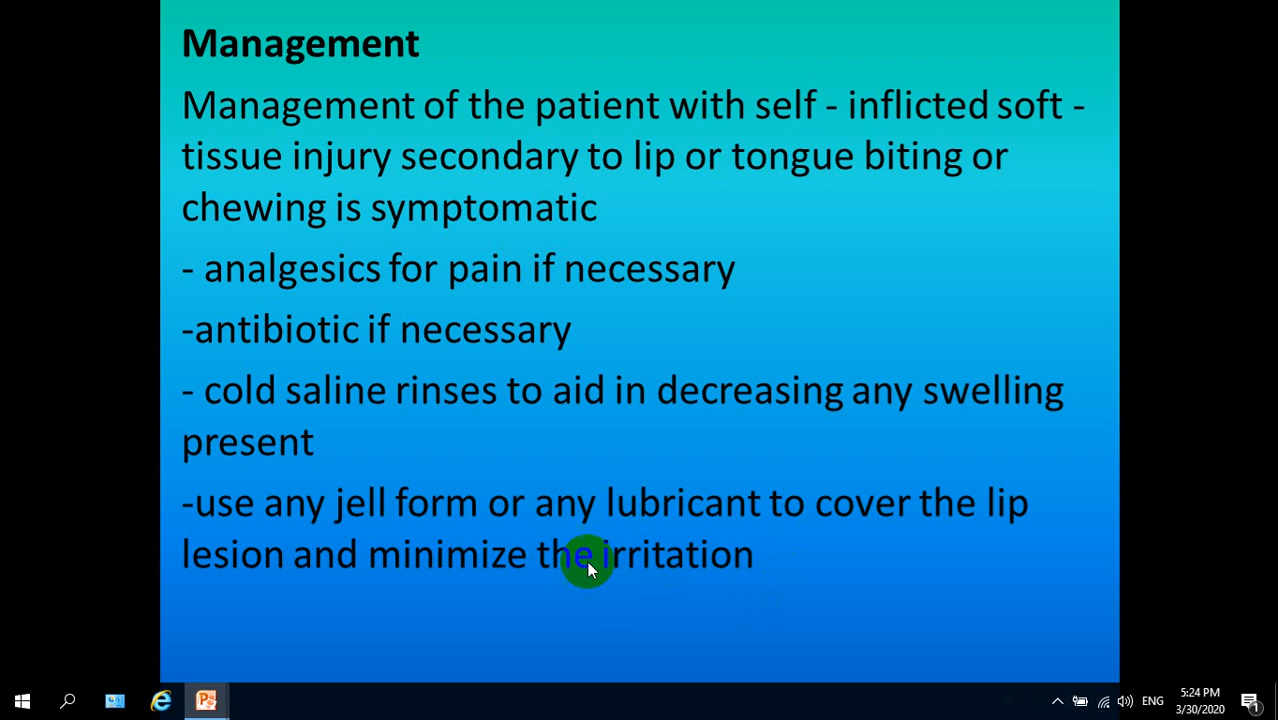 Management
Management of the patient with self - inflicted soft -
tissue injury secondary to lip or tongue biting or
chewing is symptomatic
- analgesics for pain if necessary
-antibiotic if necessary
- cold saline rinses to aid in decreasing any swelling
present
-use any jell form or any lubricant to cover the lip
lesion and minimize the irritation
ENG
5:24 PM
3/30/2020
1